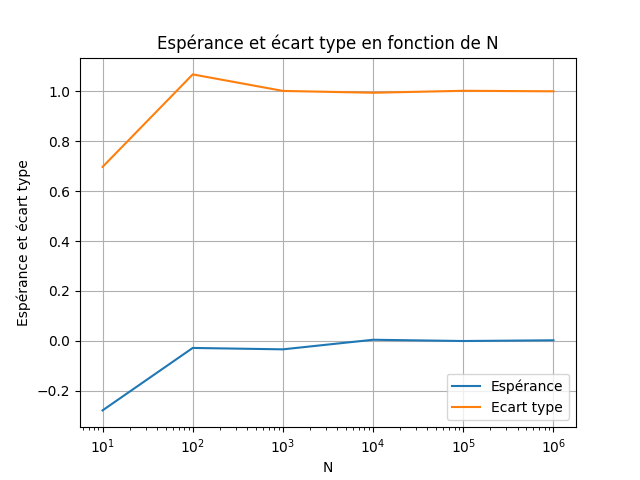 Espérance et écart type en fonction de N
Espérance et écart type
1.0
0.8
0.6
0.4
0.2
0.0
−0.2
10¹ 10² 10³ 10⁴ 10⁵ 10⁶
N
Espérance
Ecart type